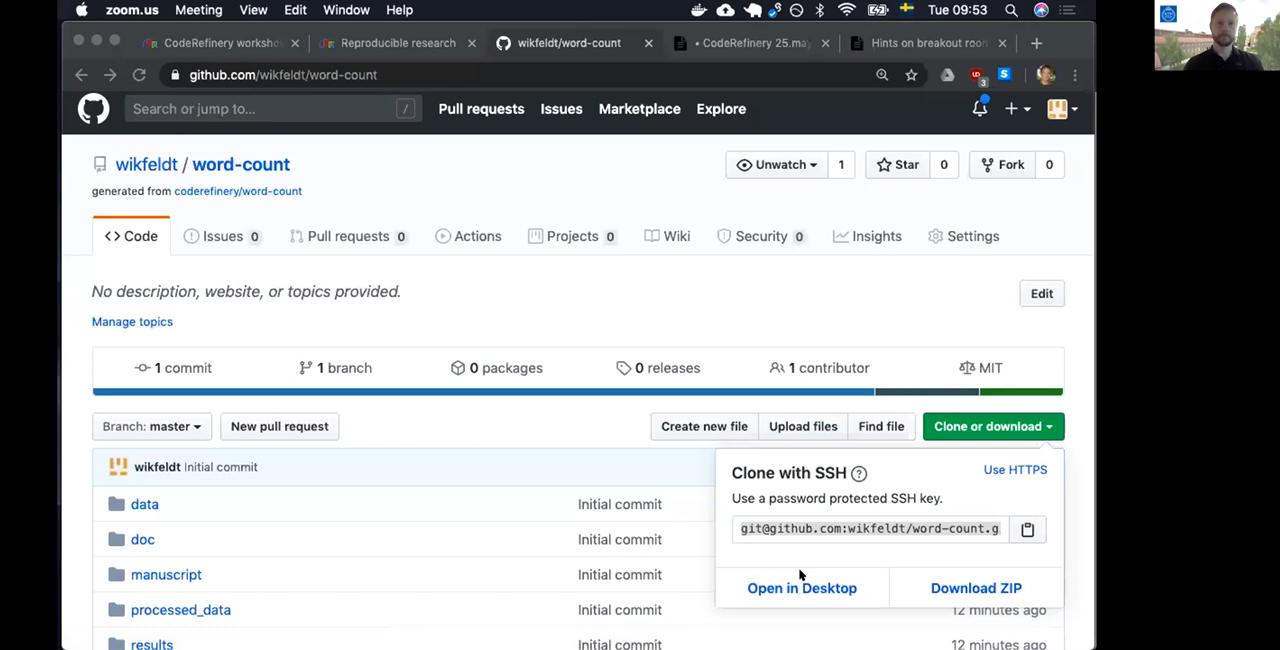 zoom.us Meeting View Edit Window Help Tue 09:53
CodeRefinery worksho Reproducible research wikfeldt/word-count • CodeRefinery 25.ma Hints on breakout roo
github.com/wikfeldt/word-count
3
Search or jump to... / Pull requests Issues Marketplace Explore
wikfeldt / word-count Unwatch 1 Star 0 Fork 0
generated from coderefinery/word-count
Code Issues 0 Pull requests 0 Actions Projects 0 Wiki Security 0 Insights Settings
No description, website, or topics provided. Edit
Manage topics
1 commit 1 branch 0 packages 0 releases 1 contributor MIT
Branch: master New pull request Create new file Upload files Find file Clone or download
wikfeldt Initial commit
Clone with SSH ? Use HTTPS
Use a password protected SSH key.
git@github.com:wikfeldt/word-count.g
Open in Desktop Download ZIP
data Initial commit
doc Initial commit
manuscript Initial commit
processed_data Initial commit 12 minutes ago
results Initial commit 12 minutes ago